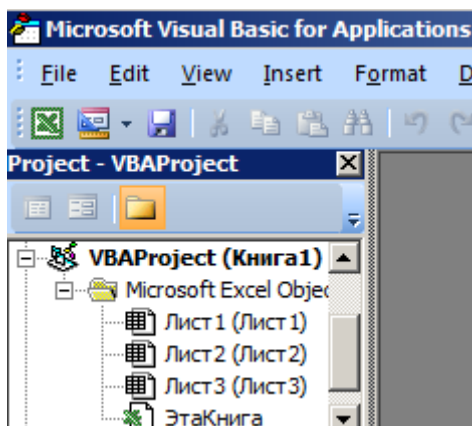 Microsoft Visual Basic for Applications
File Edit View Insert Format D
Project - VBAProject
VBAProject (Книга1)
Microsoft Excel Objec
Лист1 (Лист1)
Лист2 (Лист2)
Лист3 (Лист3)
ЭтаКнига